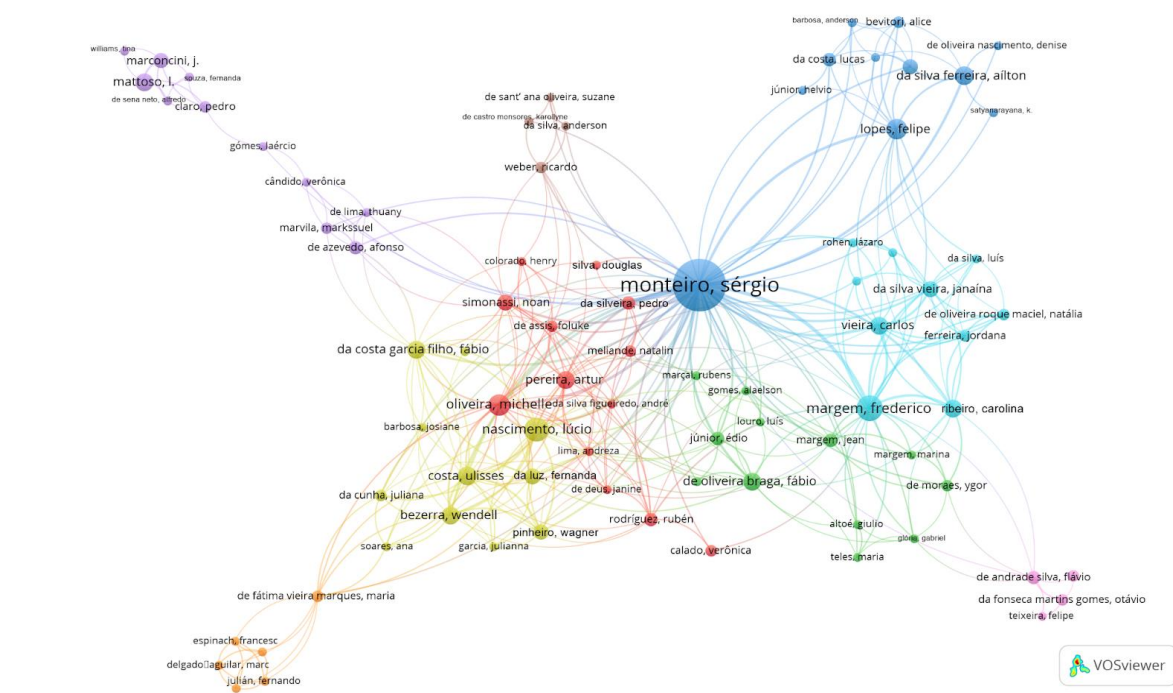 barbosa, anderson
bevitori, alice
de oliveira nascimento, denise
williams, tina
marconcini, j.
da costa, lucas
mattoso, l.
souza, fernanda
da silva ferreira, aílton
júnior, helvio
de sena neto, alfredo
claro, pedro
de sant' ana oliveira, suzane
satyanarayana, k.
de castro monsores, karollyne
da silva, anderson
lopes, felipe
gómes, laércio
weber, ricardo
cândido, verônica
de lima, thuany
marvila, markssuel
de azevedo, afonso
rohen, lázaro
da silva, luís
colorado, henry
silva, douglas
monteiro, sérgio
da silva vieira, janaína
simonassi, noan
da silveira, pedro
de oliveira roque maciel, natália
de assis, foluke
vieira, carlos
ferreira, jordana
da costa garcia filho, fábio
meliande, natalin
pereira, artur
marçal, rubens
gomes, alaelson
oliveira, michelle
da silva figueiredo, andré
margem, frederico
ribeiro, carolina
barbosa, josiane
nascimento, lúcio
louro, luís
júnior, édio
margem, jean
lima, andreza
margem, marina
costa, ulisses
da luz, fernanda
de oliveira braga, fábio
de moraes, ygor
da cunha, juliana
de deus, janine
bezerra, wendell
rodríguez, rubén
altoé, giulio
pinheiro, wagner
glória, gabriel
soares, ana
garcia, julianna
calado, verônica
teles, maria
de andrade silva, flávio
de fátima vieira marques, maria
da fonseca martins gomes, otávio
teixeira, felipe
espinach, francesc
delgado▯aguilar, marc
julián, fernando
VOSviewer